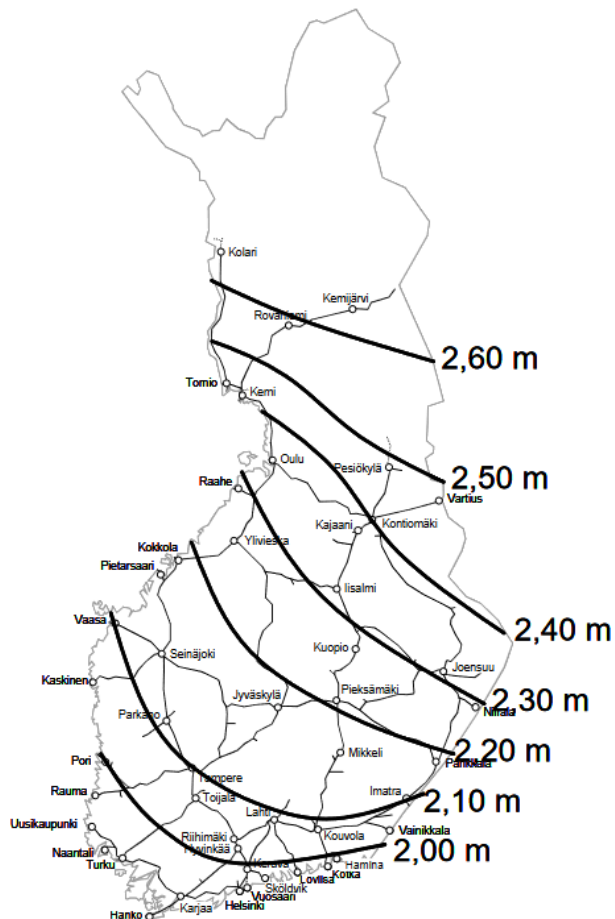 Kolari
Kemijärvi
Rovaniemi
2,60 m
Tornio
Kemi
Oulu
Pesiökylä
2,50 m
Raahe
Vartius
Kajaani
Kontiomäki
Ylivieska
Kokkola
Pietarsaari
Iisalmi
Vaasa
2,40 m
Seinäjoki
Kuopio
Joensuu
Kaskinen
Pieksämäki
2,30 m
Niirala
Jyväskylä
Parkano
2,20 m
Mikkeli
Parikkala
Pori
Tampere
Rauma
Toijala
Imatra
2,10 m
Lahti
Uusikaupunki
Riihimäki
Kouvola
Vainikkala
Hyvinkää
2,00 m
Naantali
Turku
Kerava
Hamina
Kotka
Loviisa
Sköldvik
Vuosaari
Helsinki
Karjaa
Hanko